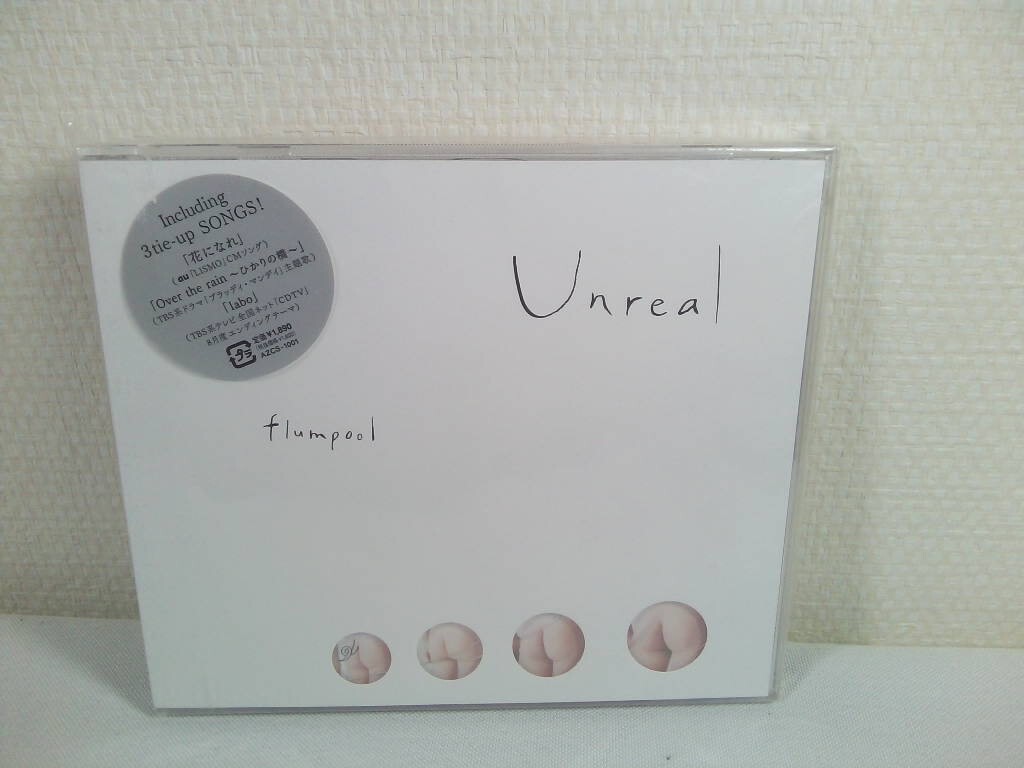 Including
3tie-up SONGS!
「花になれ」
(au「LISMO」CMソング)
「Over the rain ～ひかりの橋～」
(TBS系ドラマ「ブラッディ・マンデイ」主題歌)
「labo」
(TBS系テレビ全国ネット「CDTV」
8月度エンディングテーマ)
定価¥1,890
AZCS-1001
Unreal
flumpool